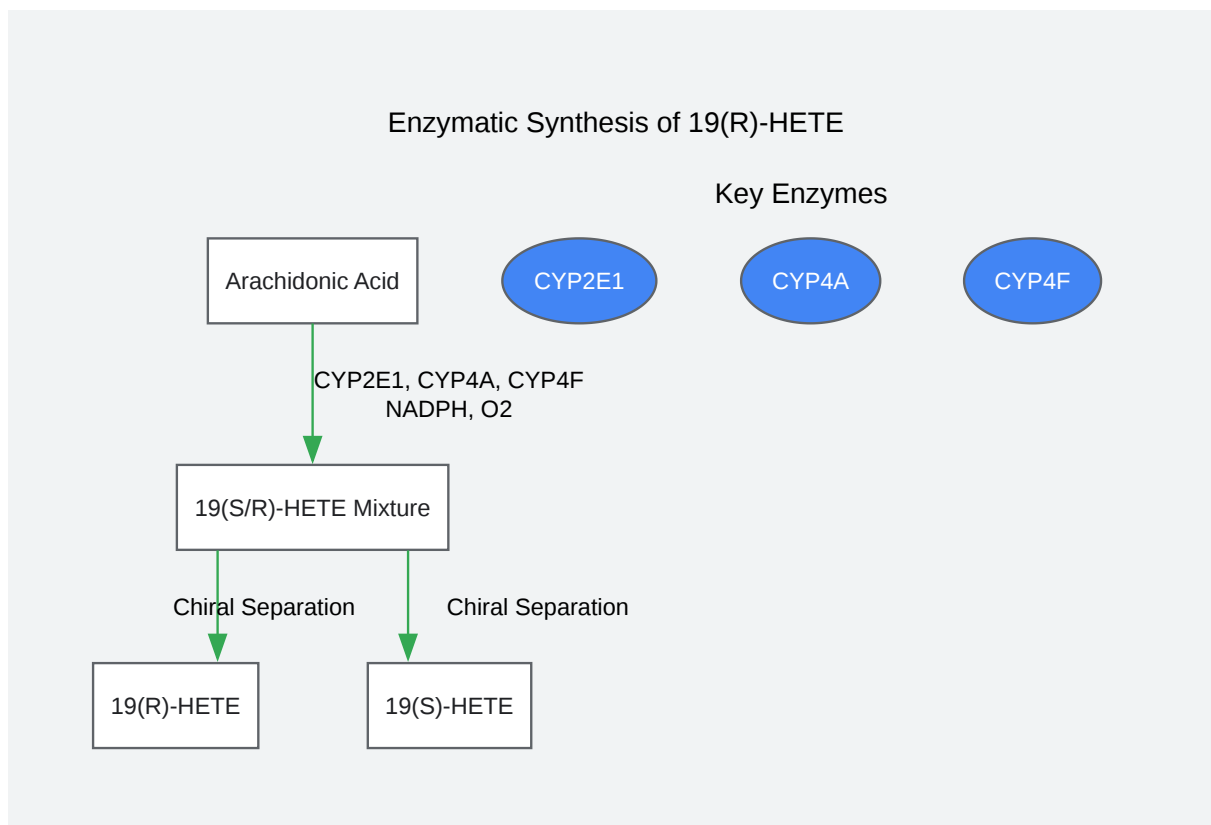 Enzymatic Synthesis of 19(R)-HETE
Key Enzymes
Arachidonic Acid
CYP2E1
CYP4A
CYP4F
CYP2E1, CYP4A, CYP4F
NADPH, O2
19(S/R)-HETE Mixture
Chiral Separation
Chiral Separation
19(R)-HETE
19(S)-HETE